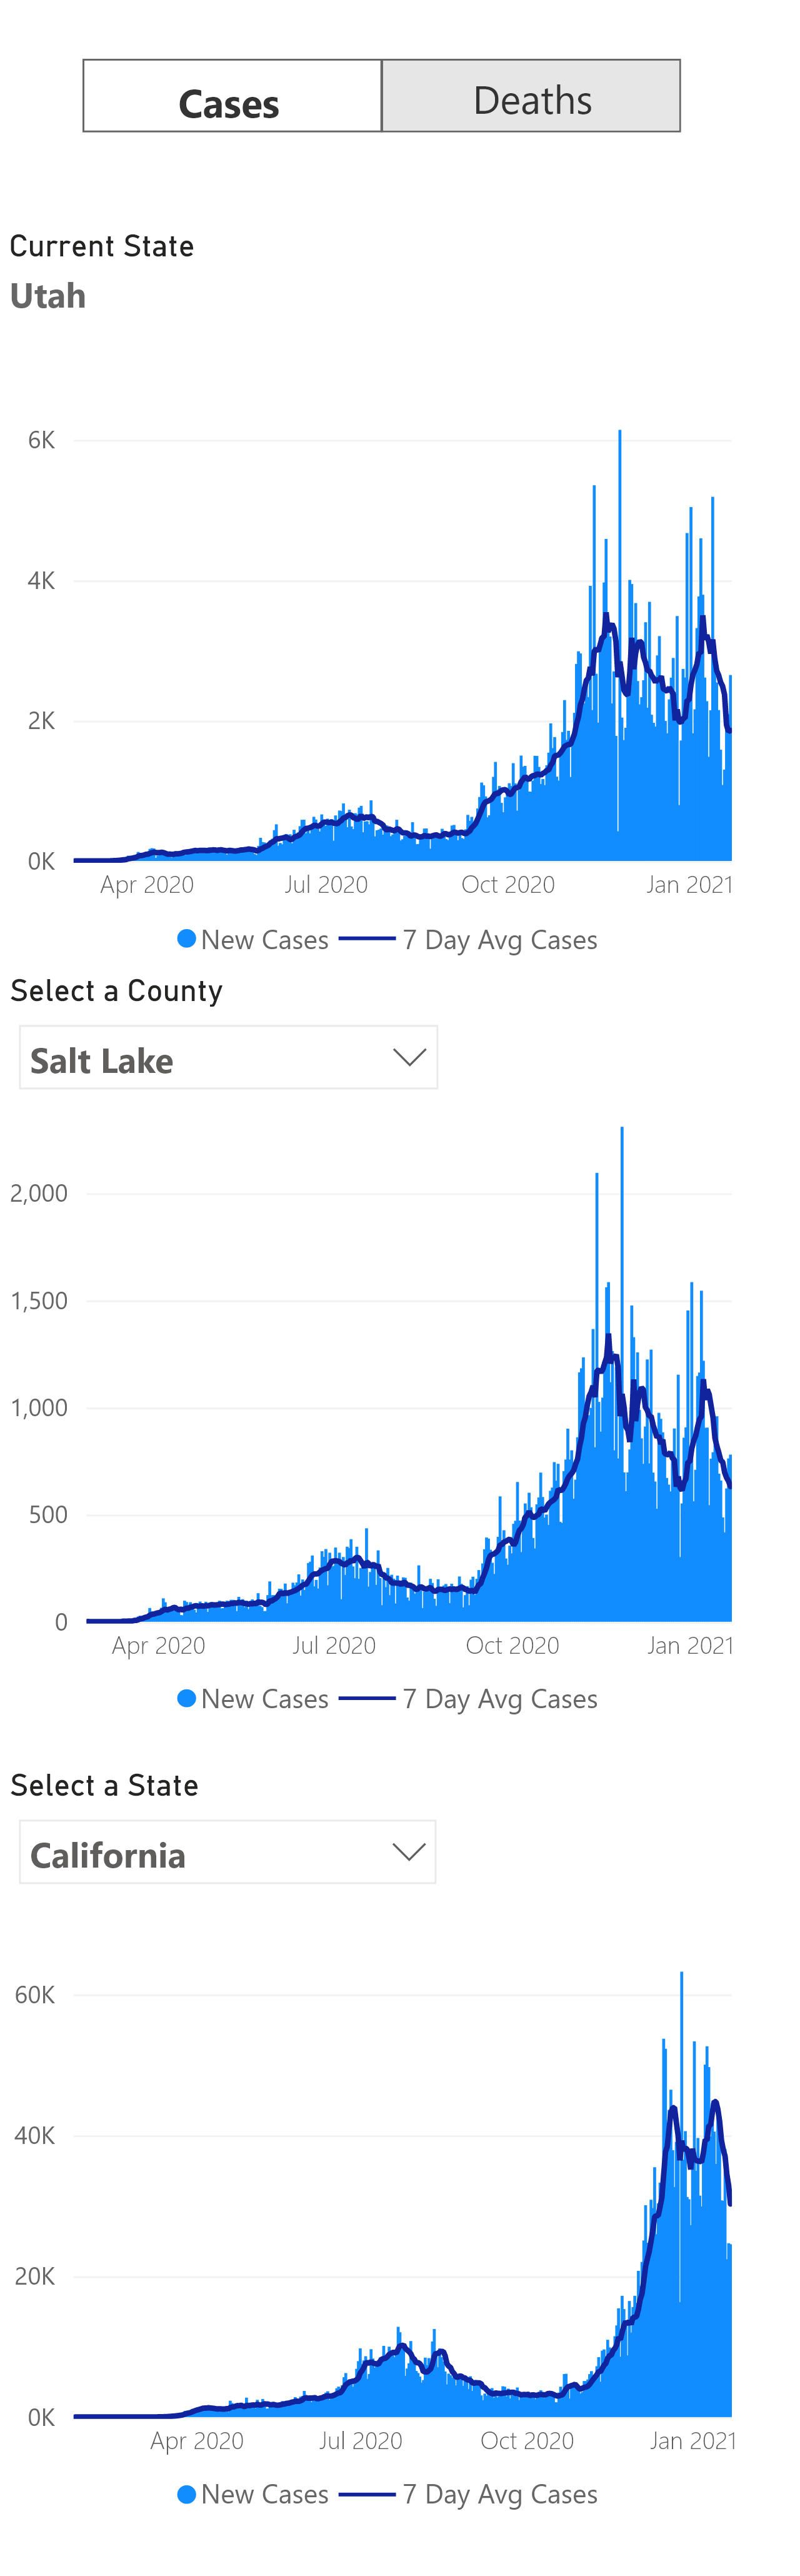 Cases Deaths
Current State
Utah
6K
4K
2K
0K
Apr 2020 Jul 2020 Oct 2020 Jan 2021
New Cases 7 Day Avg Cases
Select a County
Salt Lake
2,000
1,500
1,000
500
0
Apr 2020 Jul 2020 Oct 2020 Jan 2021
New Cases 7 Day Avg Cases
Select a State
California
60K
40K
20K
0K
Apr 2020 Jul 2020 Oct 2020 Jan 2021
New Cases 7 Day Avg Cases